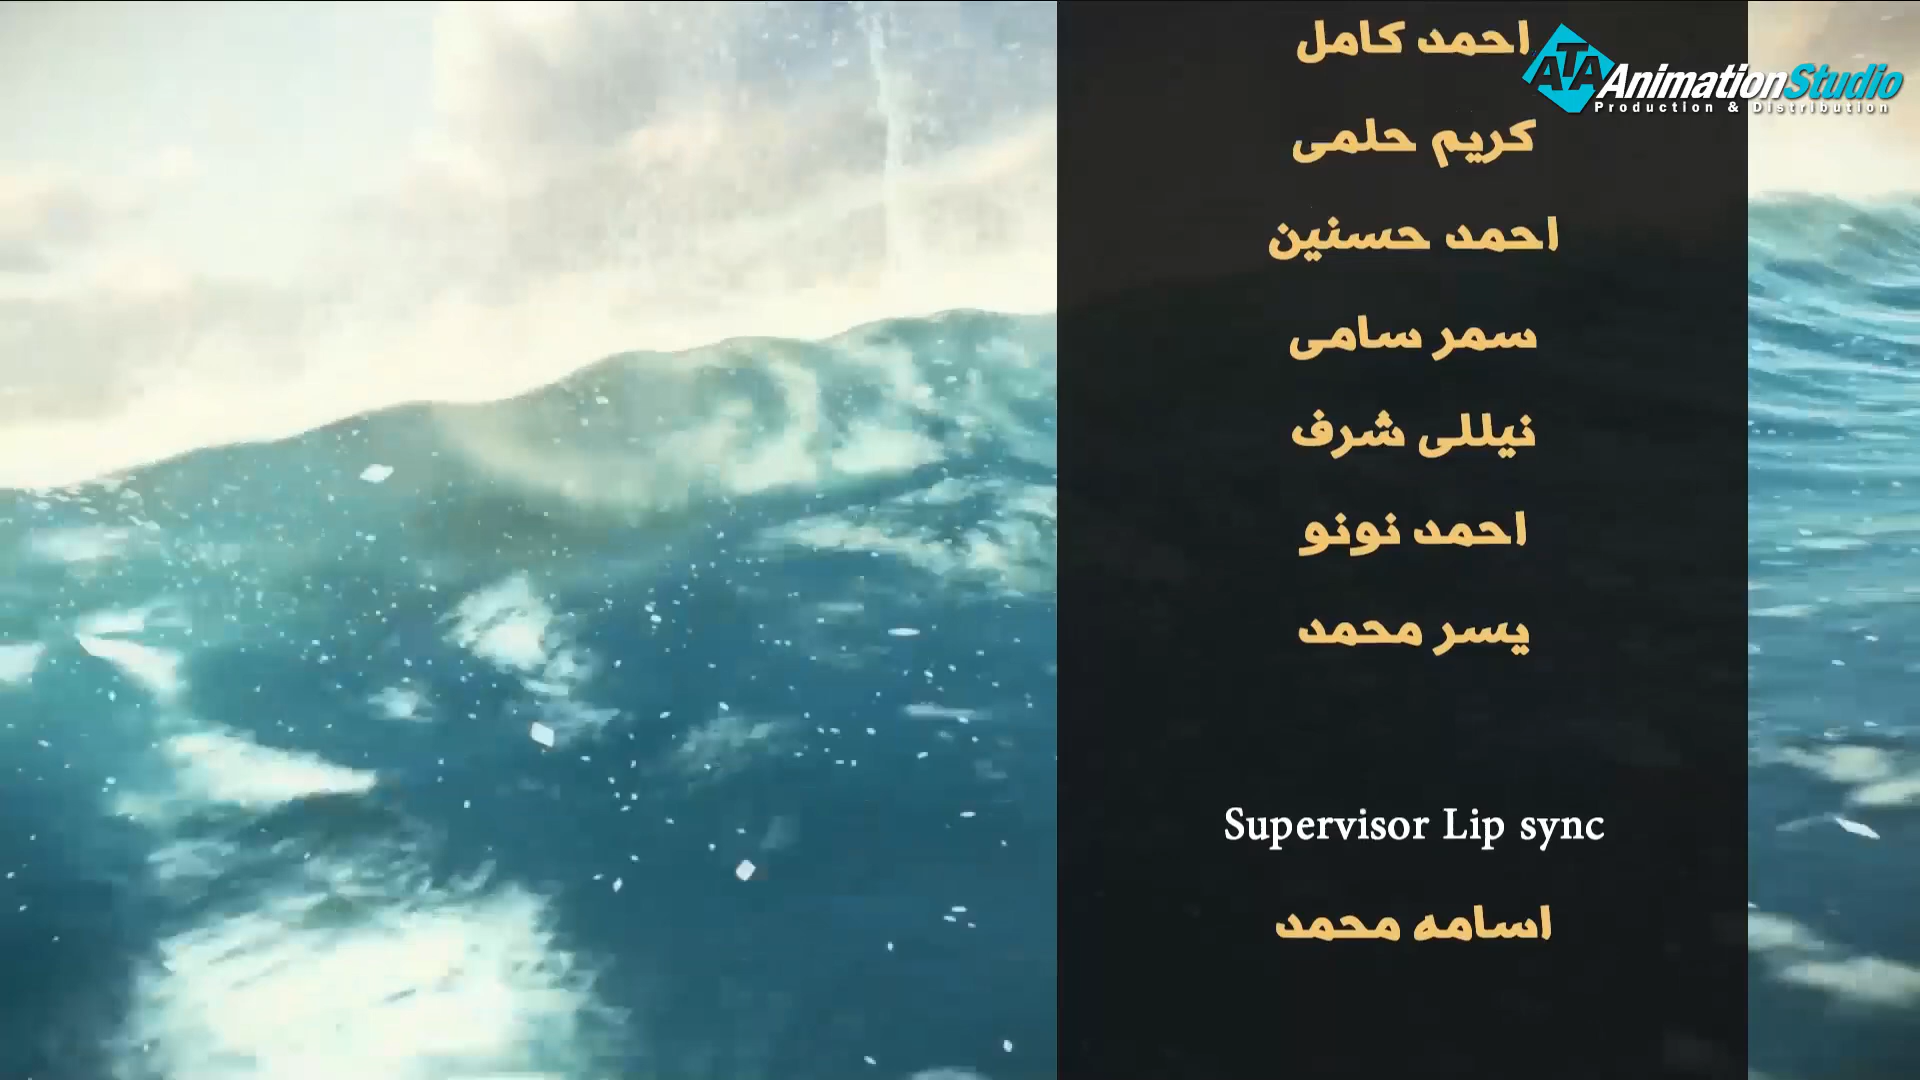 احمد كامل
ATA AnimationStudio
Production & Distribution
كريم حلمى
احمد حسنين
سمر سامى
نيللى شرف
احمد نونو
يسر محمد
Supervisor Lip sync
اسامه محمد